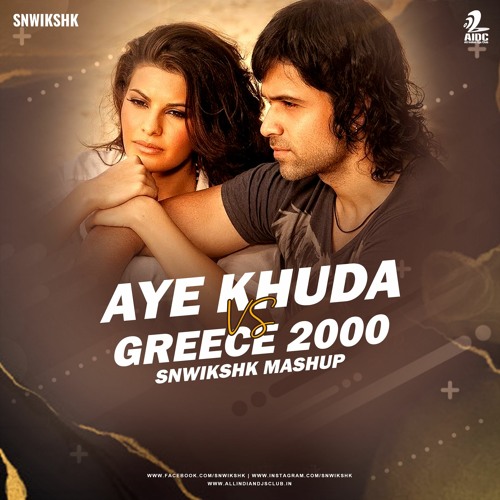 SNWIKSHK
AIDC
AYE KHUDA
VS
GREECE 2000
SNWIKSHK MASHUP
WWW.FACEBOOK.COM/SNWIKSHK | WWW.INSTAGRAM.COM/SNWIKSHK
WWW.ALLINDIANDJSCLUB.IN